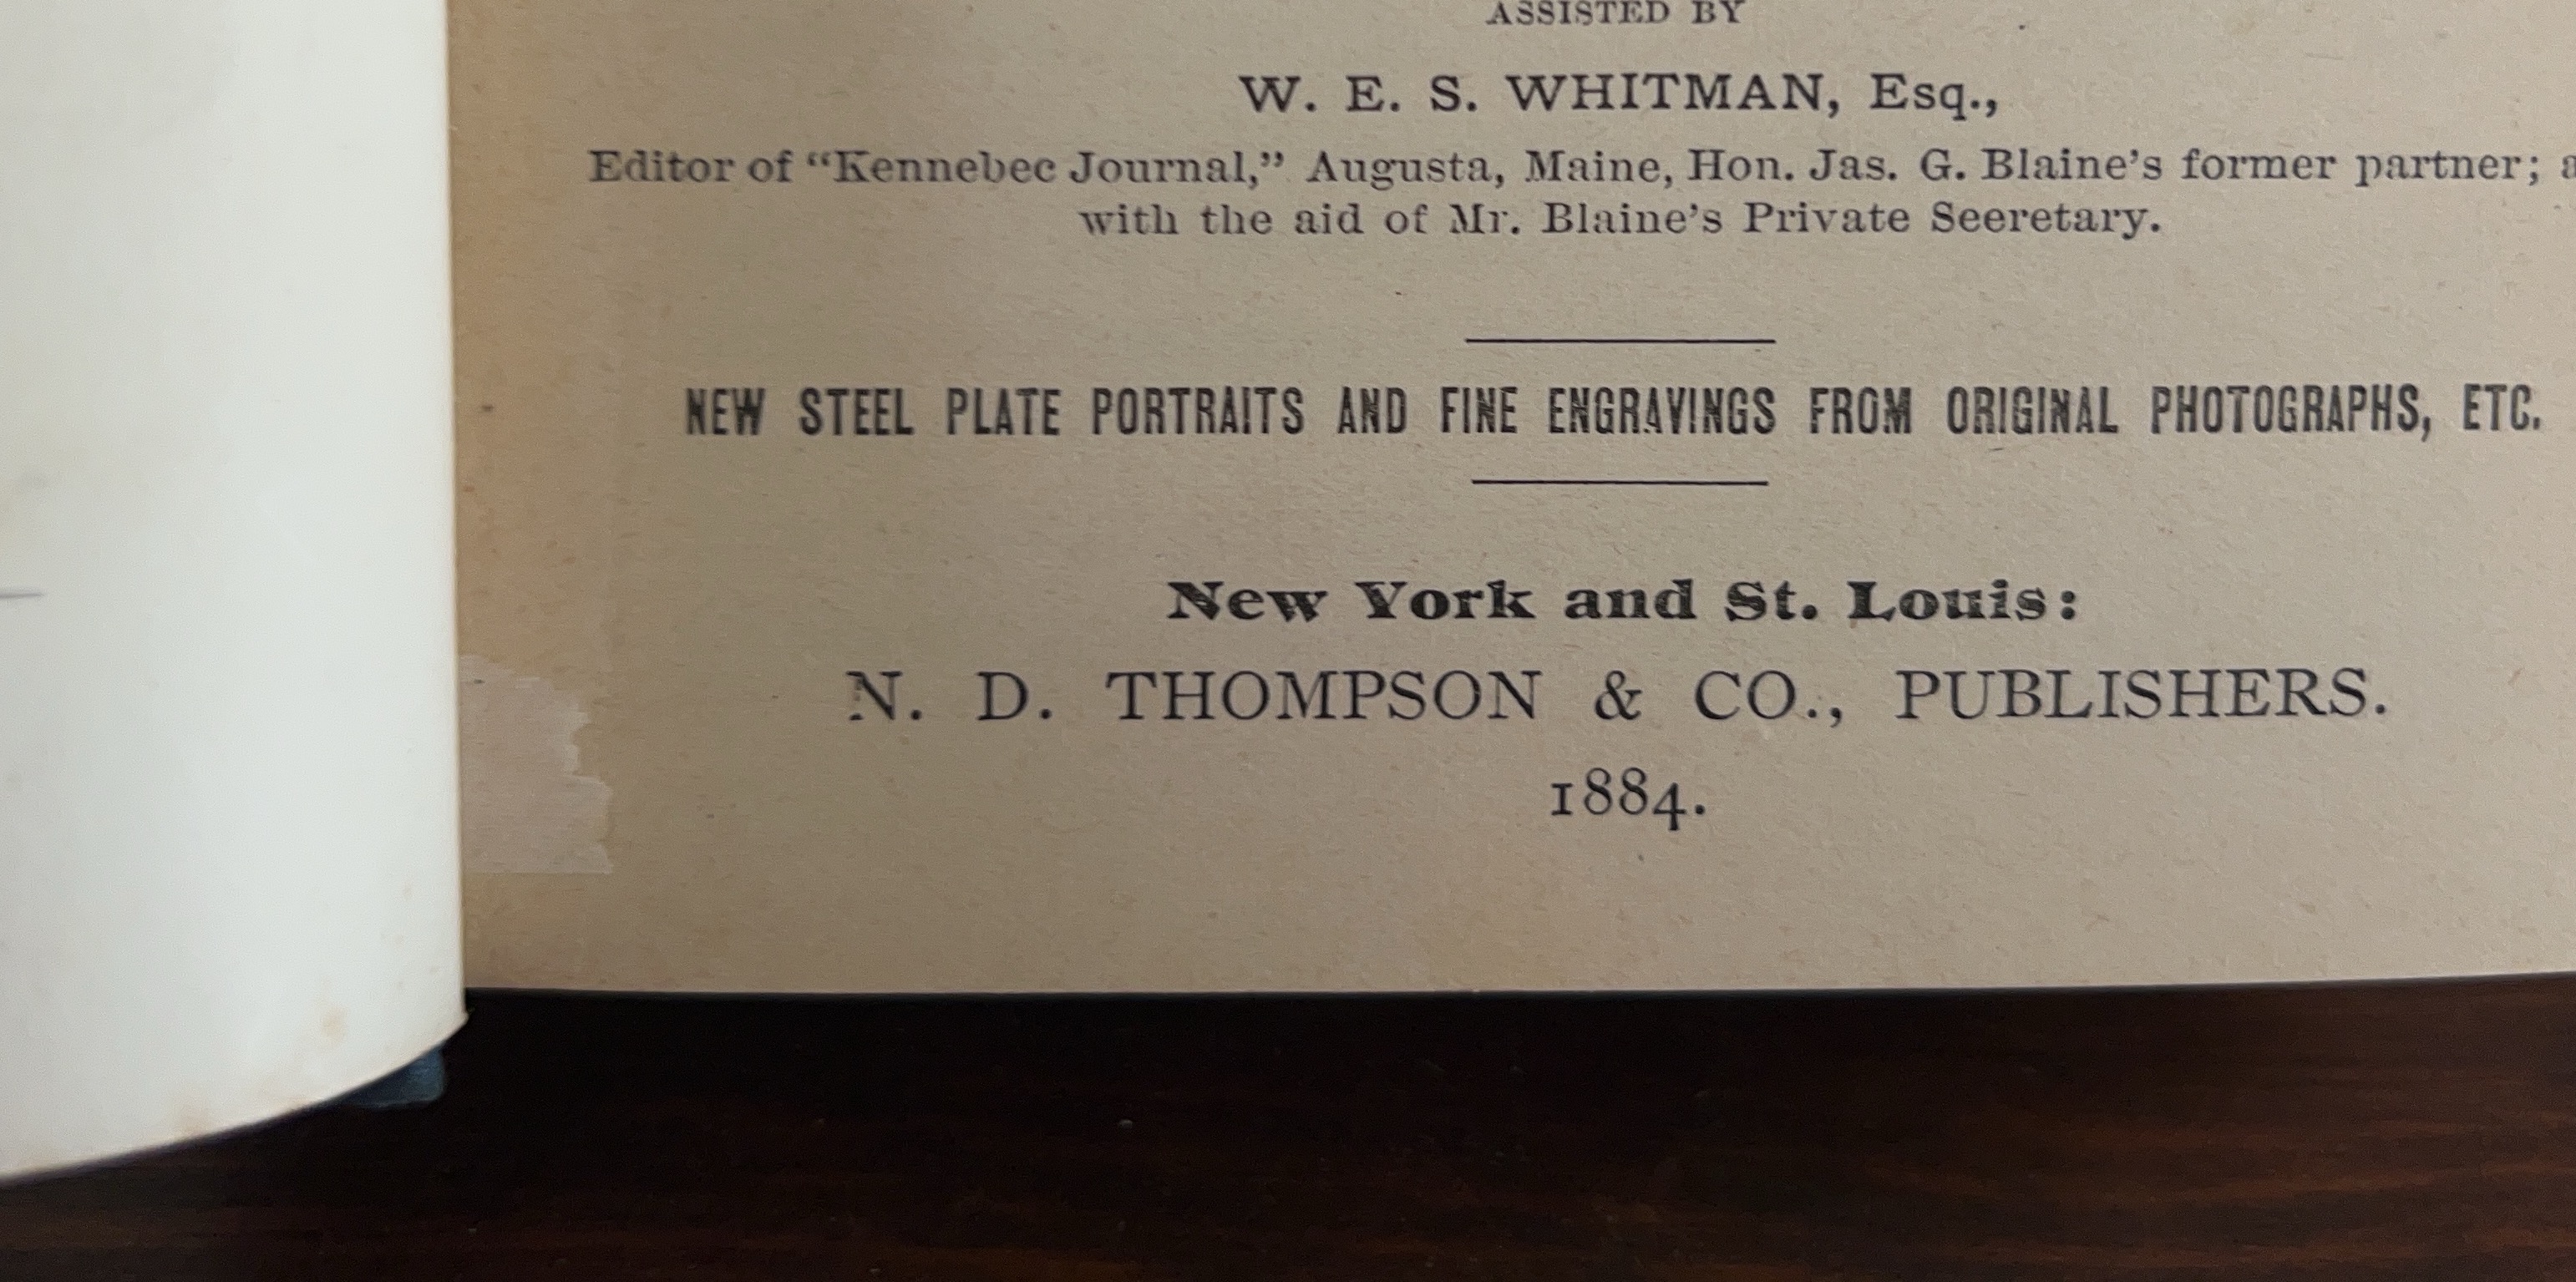 ASSISTED BY
W. E. S. WHITMAN, Esq.,
Editor of “Kennebec Journal,” Augusta, Maine, Hon. Jas. G. Blaine’s former partner;
with the aid of Mr. Blaine’s Private Seeretary.
NEW STEEL PLATE PORTRAITS AND FINE ENGRAVINGS FROM ORIGINAL PHOTOGRAPHS, ETC.
New York and St. Louis:
N. D. THOMPSON & CO., PUBLISHERS.
1884.